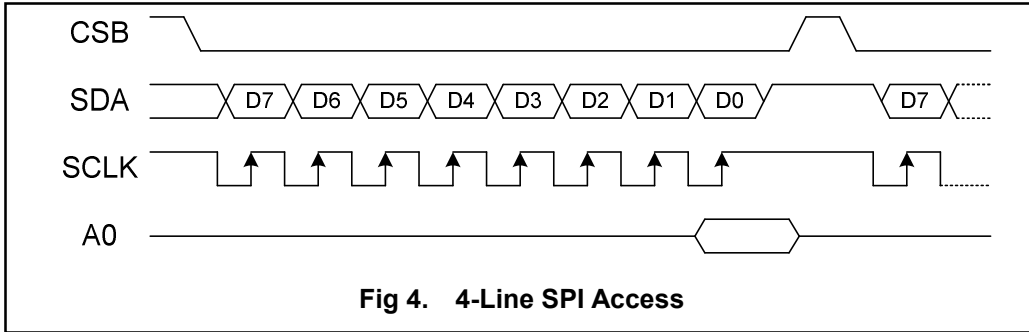 CSB
SDA D7 D6 D5 D4 D3 D2 D1 D0 D7
SCLK
A0
Fig 4. 4-Line SPI Access